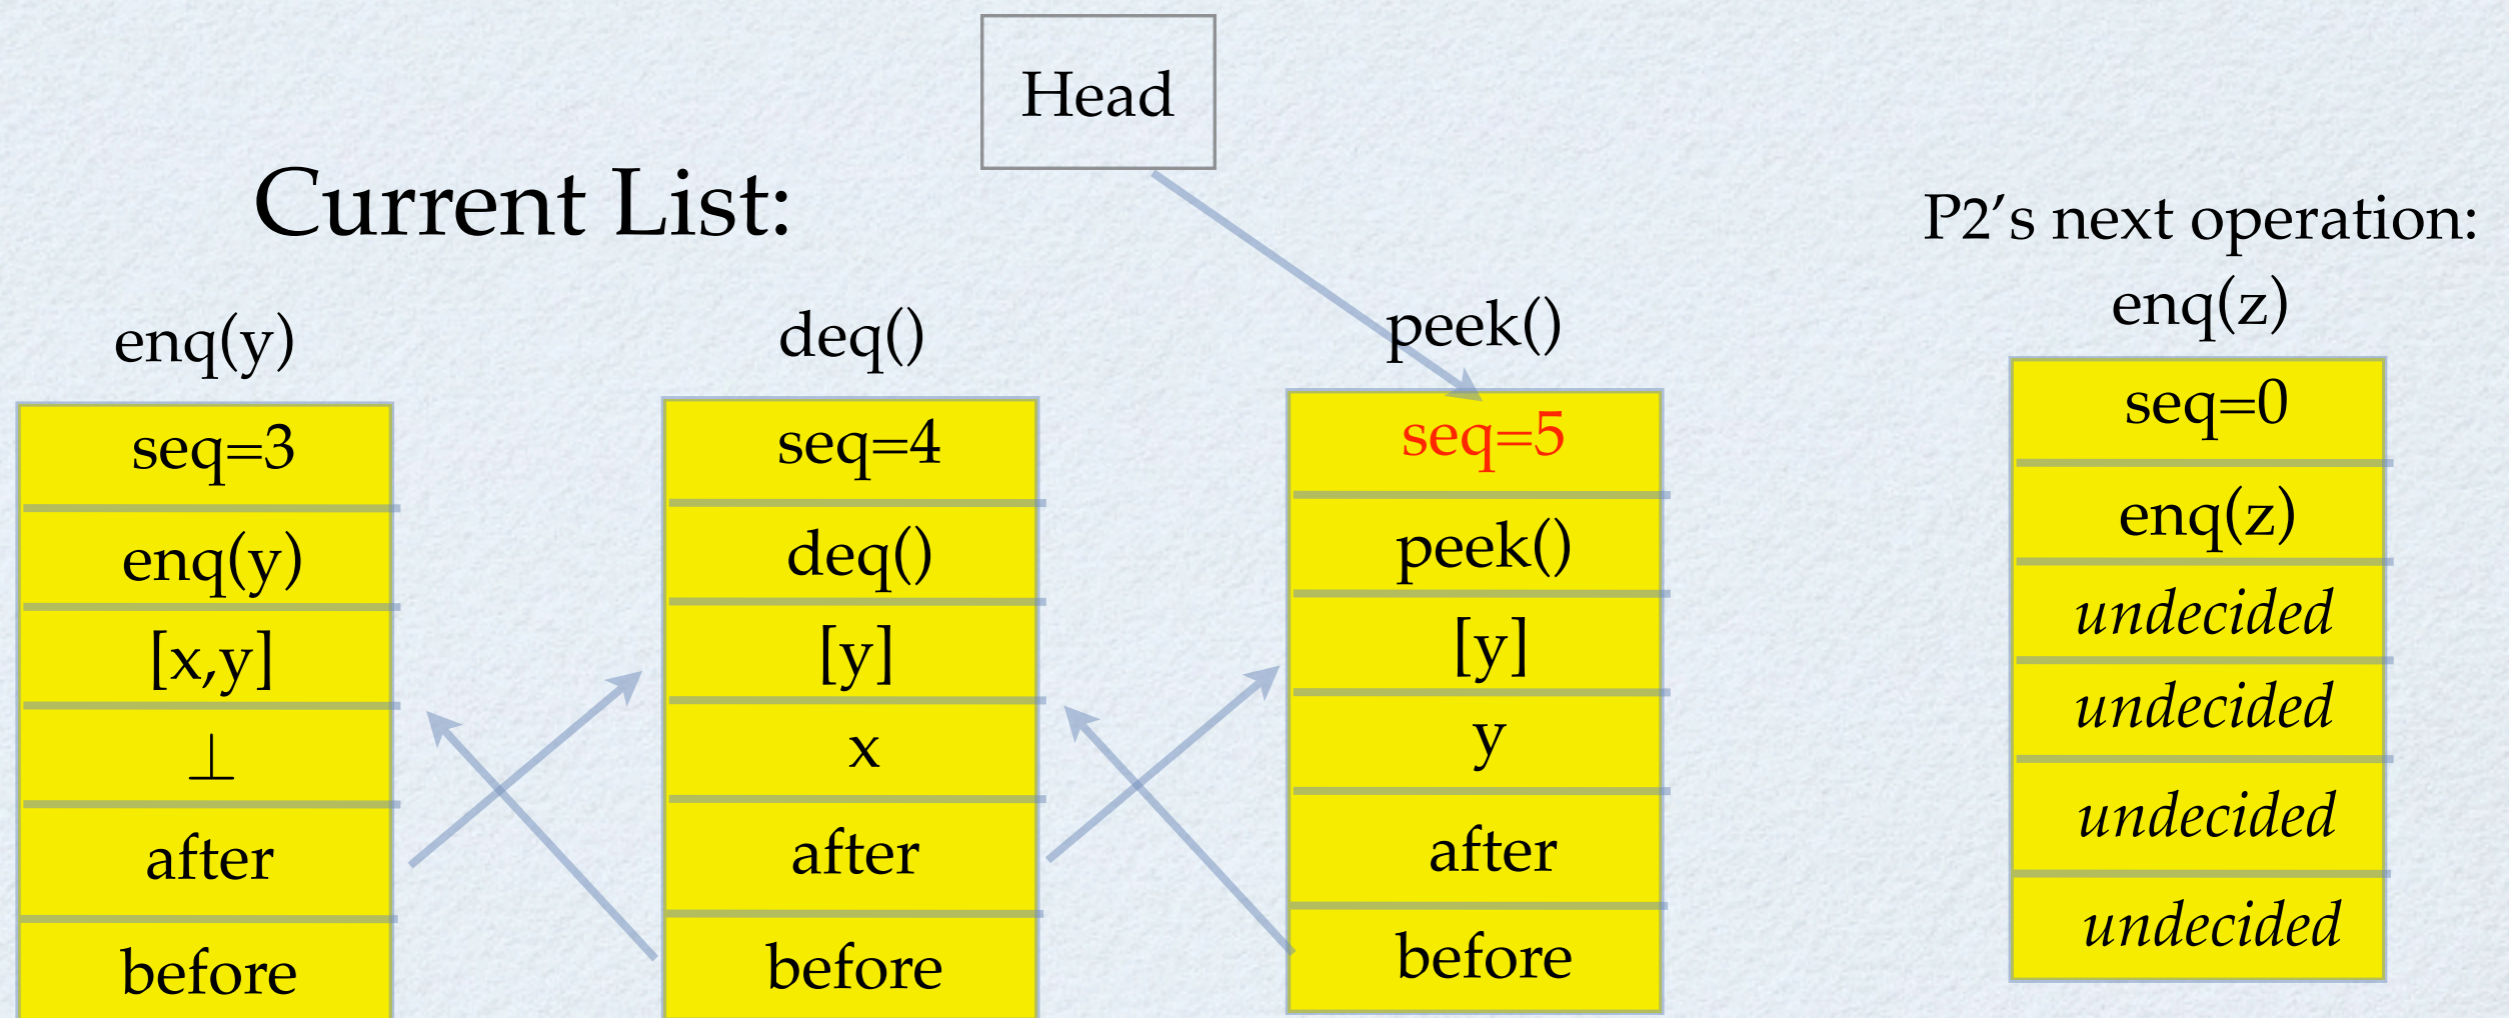 Head
Current List:
P2’s next operation:
enq(y)
deq()
peek()
enq(z)
seq=3
enq(y)
[x,y]
⊥
after
before
seq=4
deq()
[y]
x
after
before
seq=5
peek()
[y]
y
after
before
seq=0
enq(z)
undecided
undecided
undecided
undecided